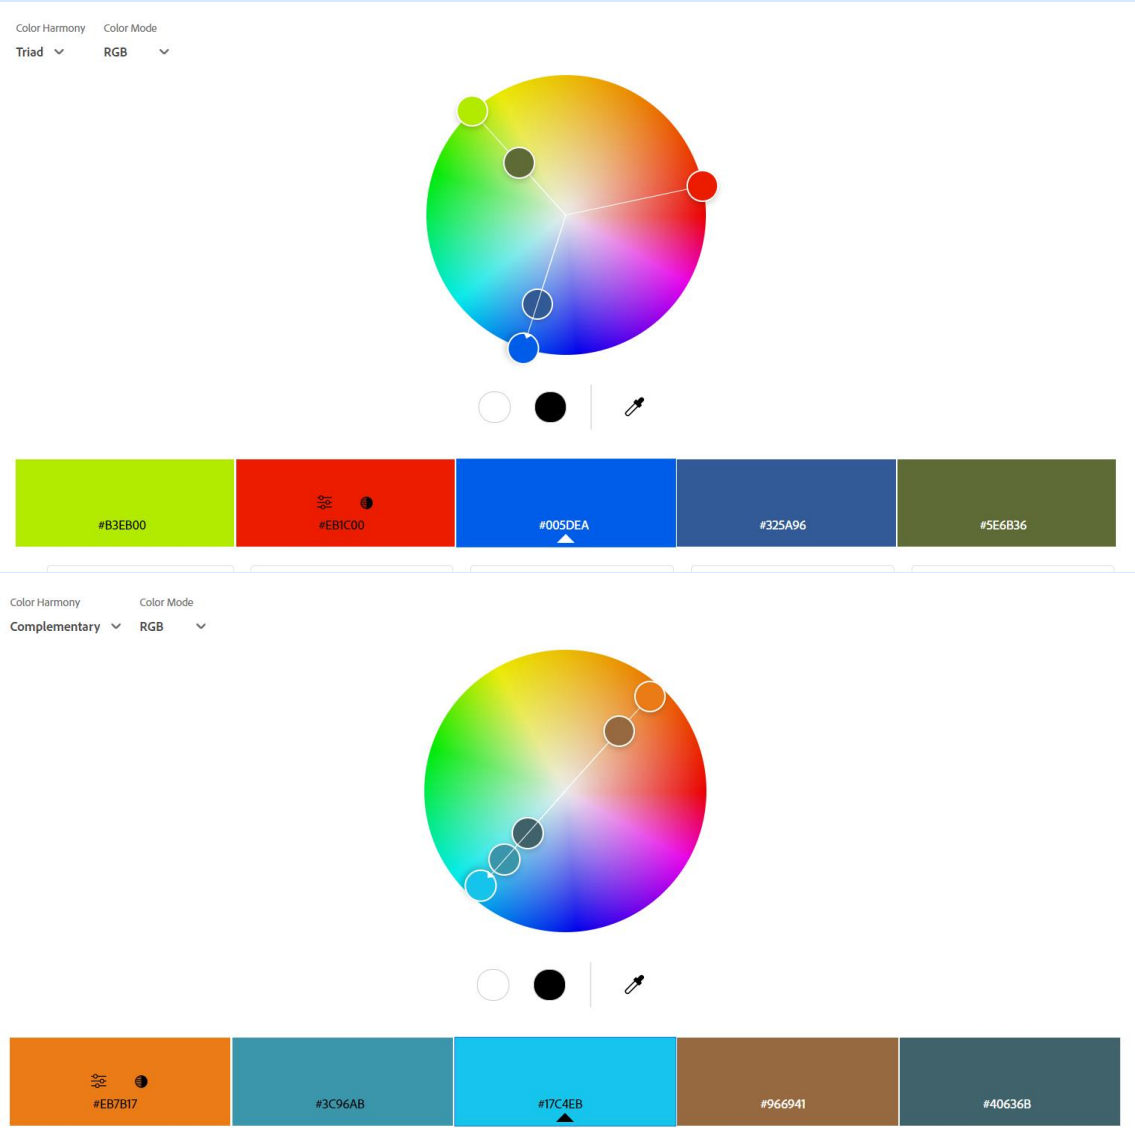 Color Harmony Color Mode
Triad RGB
#B3EB00 #EB1C00 #005DEA #325A96 #5E6B36
Color Harmony Color Mode
Complementary RGB
#EB7B17 #3C96AB #17C4EB #966941 #40636B